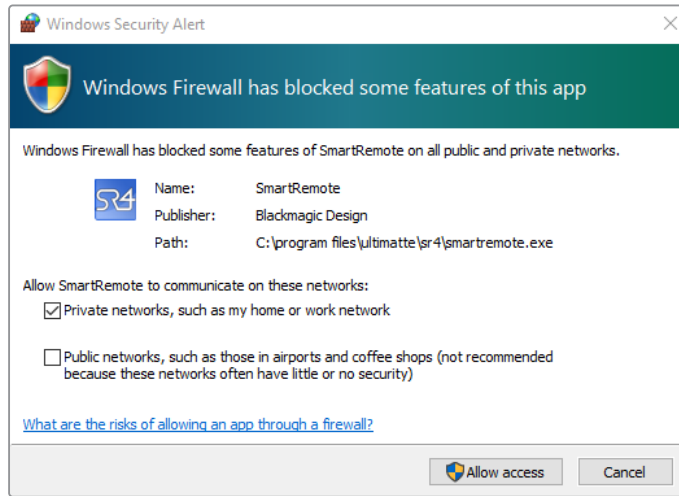 Windows Security Alert
Windows Firewall has blocked some features of this app
Windows Firewall has blocked some features of SmartRemote on all public and private networks.
SR4
Name: SmartRemote
Publisher: Blackmagic Design
Path: C:\program files\ultimatte\sr4\smartremote.exe
Allow SmartRemote to communicate on these networks:
Private networks, such as my home or work network
Public networks, such as those in airports and coffee shops (not recommended
because these networks often have little or no security)
What are the risks of allowing an app through a firewall?
Allow access Cancel